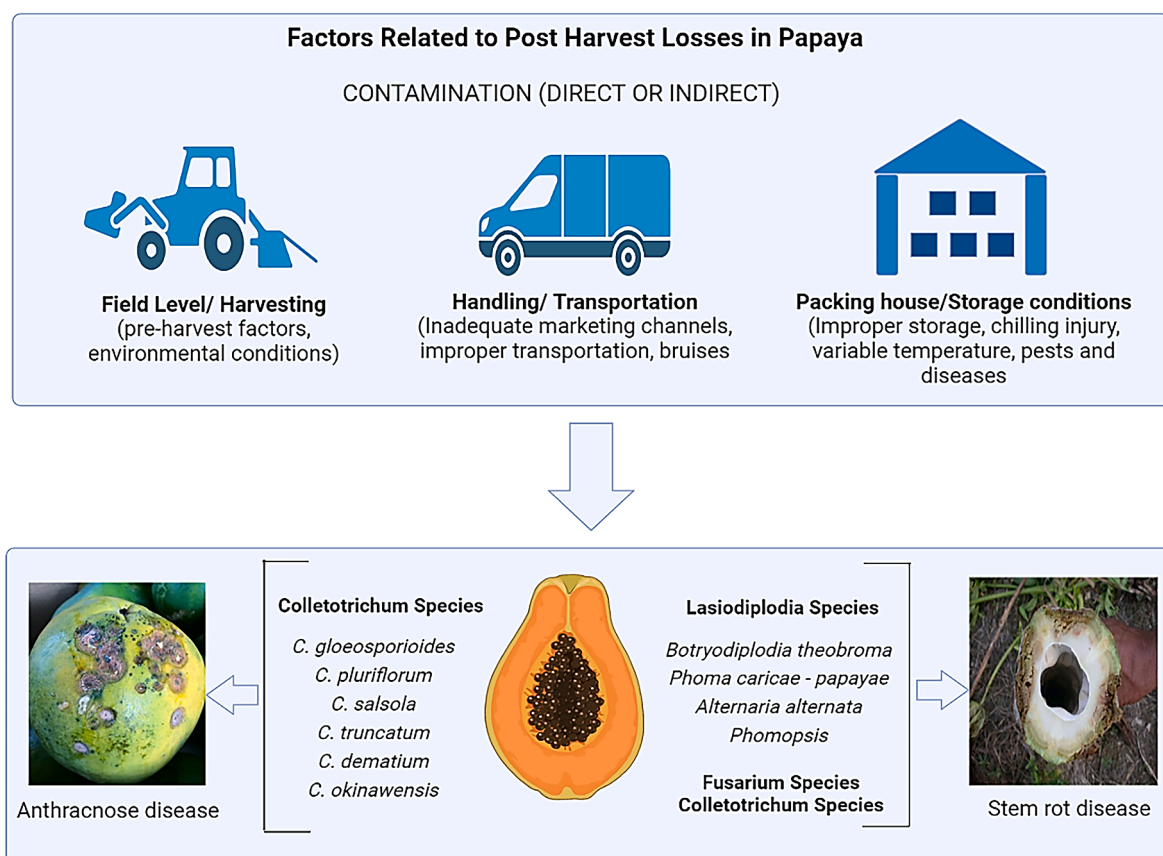 Factors Related to Post Harvest Losses in Papaya
CONTAMINATION (DIRECT OR INDIRECT)
Field Level/ Harvesting
(pre-harvest factors,
environmental conditions)
Handling/ Transportation
(Inadequate marketing channels,
improper transportation, bruises
Packing house/Storage conditions
(Improper storage, chilling injury,
variable temperature, pests and
diseases
Anthracnose disease
Colletotrichum Species
C. gloeosporioides
C. pluriflorum
C. salsola
C. truncatum
C. dematium
C. okinawensis
Lasiodiplodia Species
Botryodiplodia theobroma
Phoma caricae - papayae
Alternaria alternata
Phomopsis
Fusarium Species
Colletotrichum Species
Stem rot disease